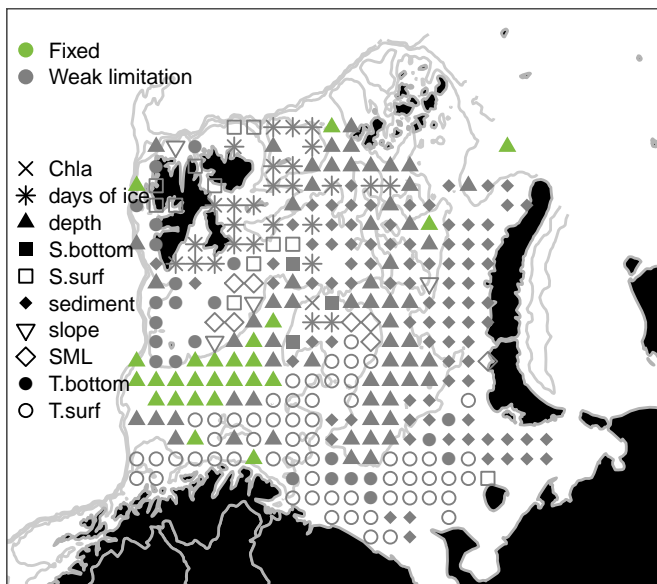 Fixed
Weak limitation
Chla
days of ice
depth
S.bottom
S.surf
sediment
slope
SML
T.bottom
T.surf